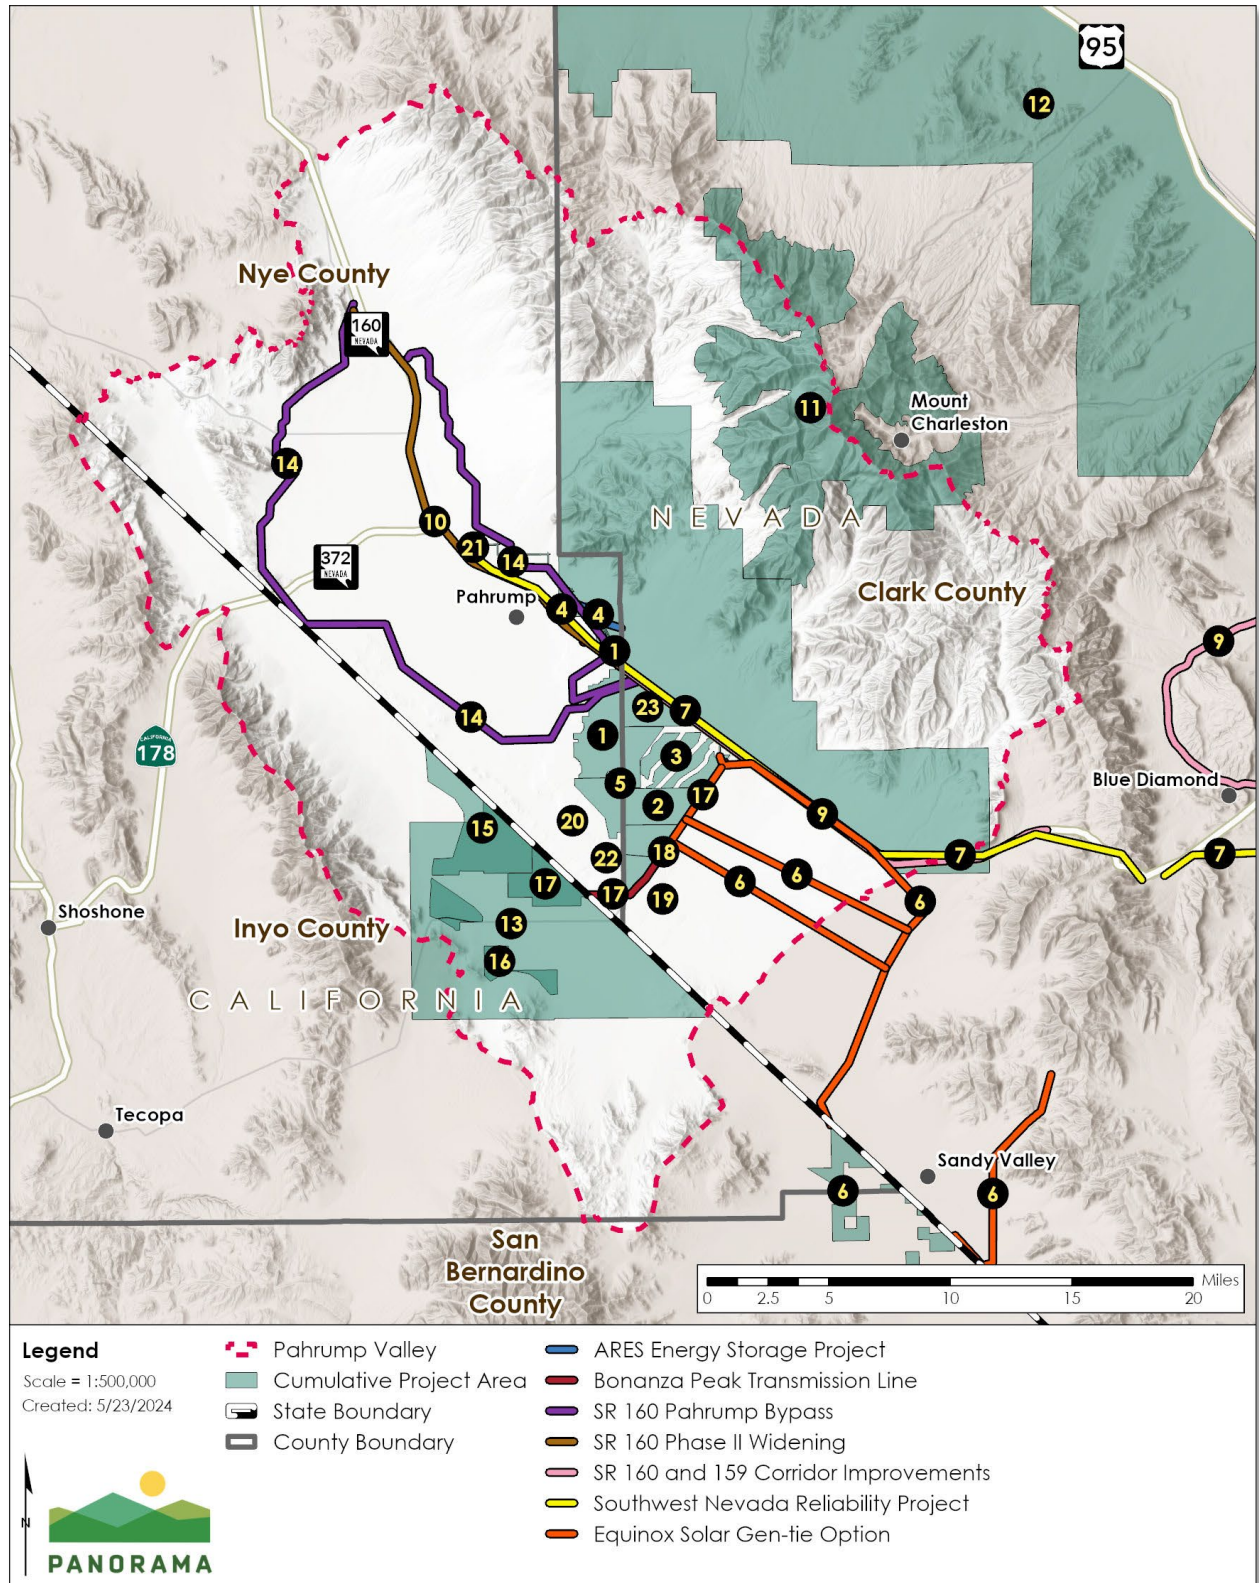 95
12
Nye County
160
NEVADA
11
Mount
Charleston
14
NEVADA
10
21
14
372
NEVADA
Pahrump
4
4
Clark County
9
1
23
7
14
1
3
CALIFORNIA
178
5
17
Blue Diamond
2
9
20
15
18
7
7
22
6
6
17
17
19
6
Shoshone
13
Inyo County
16
CALIFORNIA
Tecopa
Sandy Valley
6
6
San
Bernardino
County
Miles
0 2.5 5 10 15 20
Legend
Scale = 1:500,000
Created: 5/23/2024
N
PANORAMA
Pahrump Valley
Cumulative Project Area
State Boundary
County Boundary
ARES Energy Storage Project
Bonanza Peak Transmission Line
SR 160 Pahrump Bypass
SR 160 Phase II Widening
SR 160 and 159 Corridor Improvements
Southwest Nevada Reliability Project
Equinox Solar Gen-tie Option